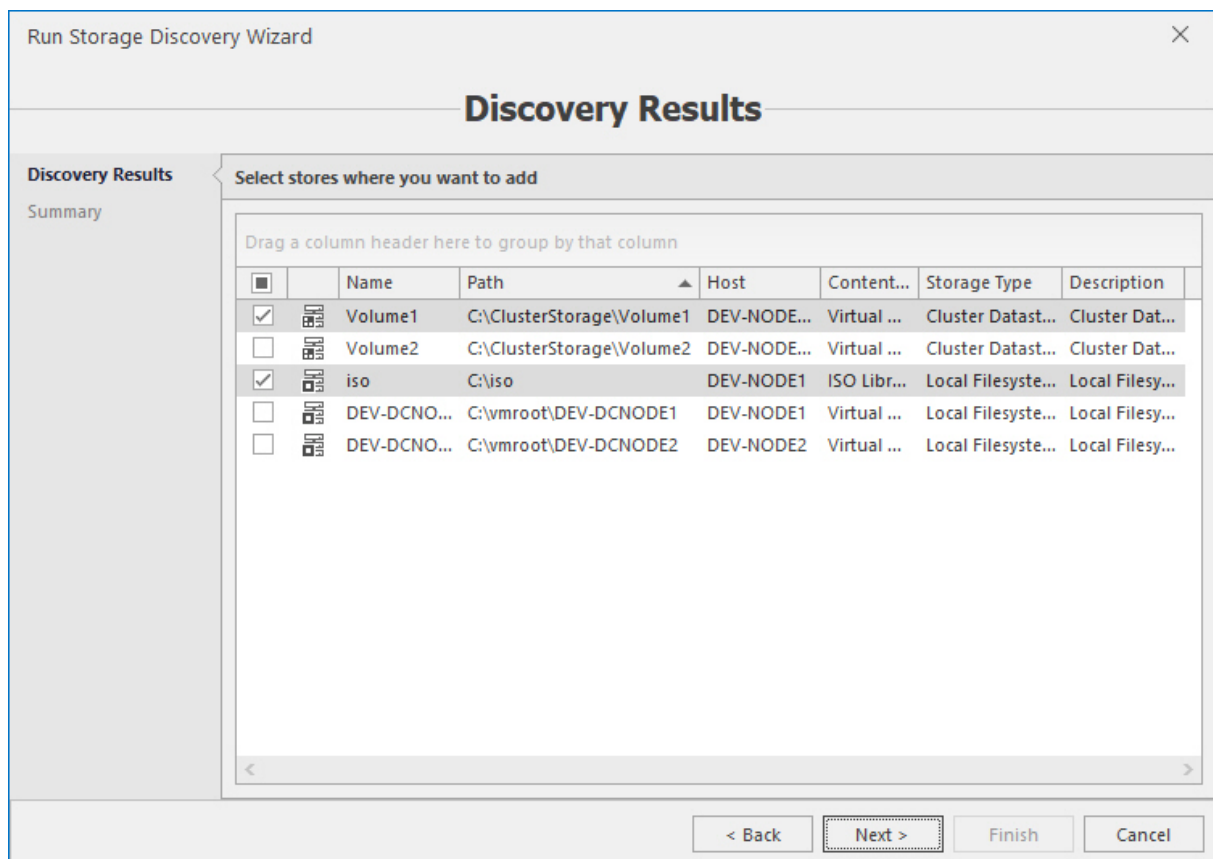 Run Storage Discovery Wizard
Discovery Results
Discovery Results
Summary
Select stores where you want to add
Drag a column header here to group by that column
Name Path Host Content... Storage Type Description
Volume1 C:\ClusterStorage\Volume1 DEV-NODE... Virtual ... Cluster Datast... Cluster Dat...
Volume2 C:\ClusterStorage\Volume2 DEV-NODE... Virtual ... Cluster Datast... Cluster Dat...
iso C:\iso DEV-NODE1 ISO Libr... Local Filesyste... Local Filesy...
DEV-DCNO... C:\vmroot\DEV-DCNODE1 DEV-NODE1 Virtual ... Local Filesyste... Local Filesy...
DEV-DCNO... C:\vmroot\DEV-DCNODE2 DEV-NODE2 Virtual ... Local Filesyste... Local Filesy...
< Back Next > Finish Cancel